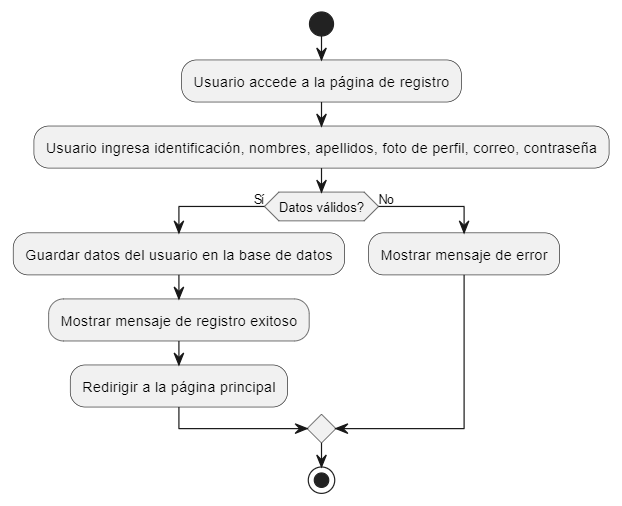 Usuario accede a la página de registro
Usuario ingresa identificación, nombres, apellidos, foto de perfil, correo, contraseña
Sí
Datos válidos?
No
Guardar datos del usuario en la base de datos
Mostrar mensaje de error
Mostrar mensaje de registro exitoso
Redirigir a la página principal